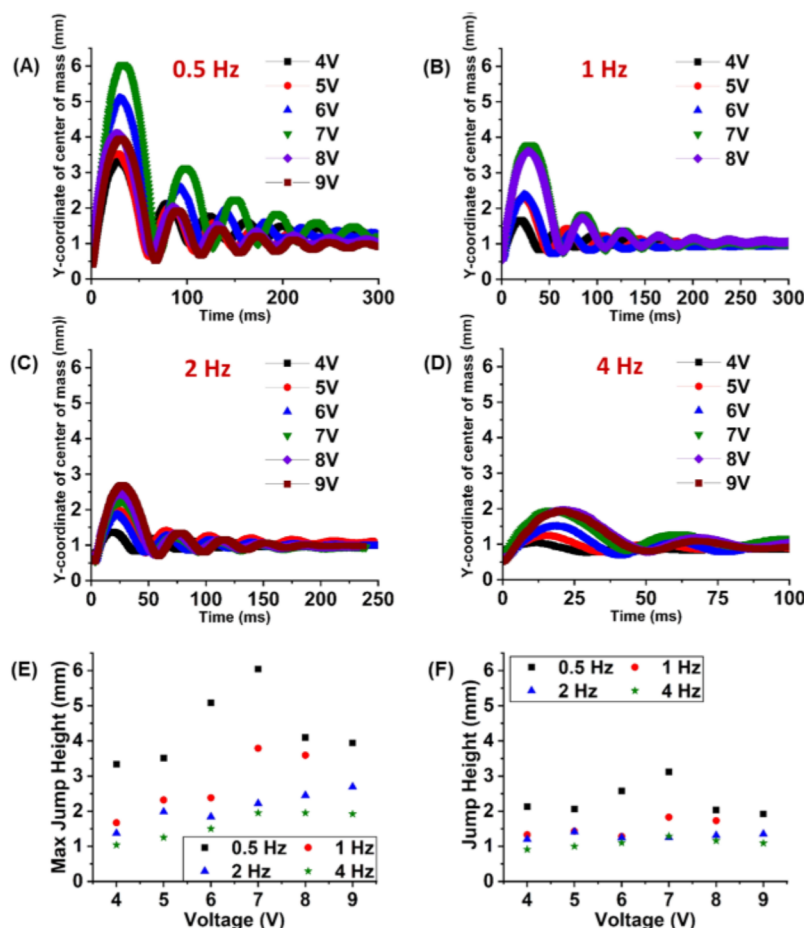 (A)
0.5 Hz
4V
5V
6V
7V
8V
9V
Y-coordinate of center of mass (mm)
6
5
4
3
2
1
0
0
100
200
300
Time (ms)
(B)
1 Hz
4V
5V
6V
7V
8V
Y-coordinate of center of mass (mm)
6
5
4
3
2
1
0
0
50
100
150
200
250
300
Time (ms)
(C)
2 Hz
4V
5V
6V
7V
8V
9V
Y-coordinate of center of mass (mm)
6
5
4
3
2
1
0
0
50
100
150
200
250
Time (ms)
(D)
4 Hz
4V
5V
6V
7V
8V
9V
Y-coordinate of center of mass (mm)
6
5
4
3
2
1
0
0
25
50
75
100
Time (ms)
(E)
Max Jump Height (mm)
6
5
4
3
2
1
0
0.5 Hz 1 Hz
2 Hz 4 Hz
4
5
6
7
8
9
Voltage (V)
(F)
Jump Height (mm)
6
5
4
3
2
1
0
0.5 Hz 1 Hz
2 Hz 4 Hz
4
5
6
7
8
9
Voltage (V)